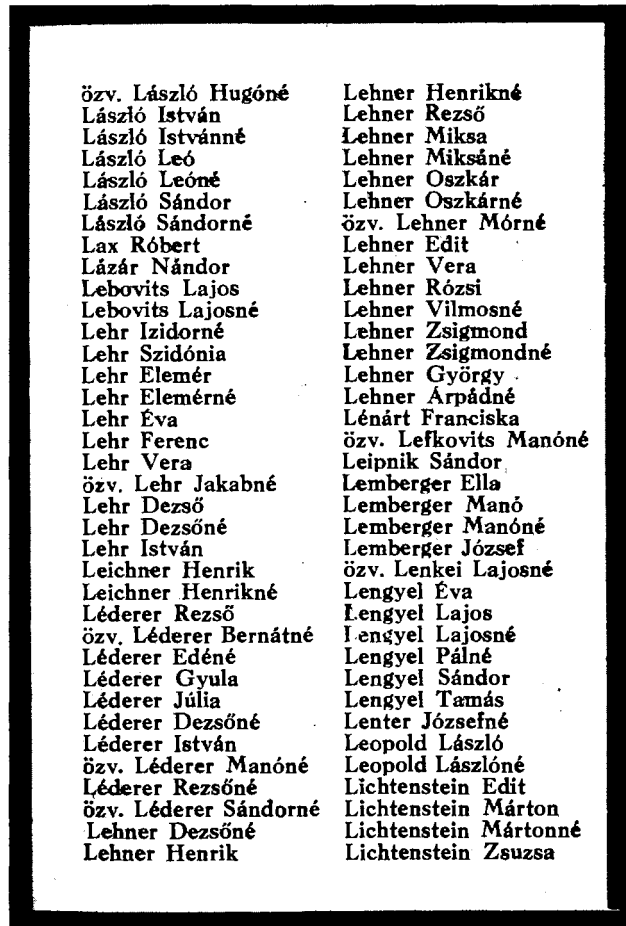 özv. László Hugóné
László István
László Istvánné
László Leó
László Leóné
László Sándor
László Sándorné
Lax Róbert
Lázár Nándor
Lebovits Lajos
Lebovits Lajosné
Lehr Izidorné
Lehr Szidónia
Lehr Elemér
Lehr Elemérné
Lehr Éva
Lehr Ferenc
Lehr Vera
özv. Lehr Jakabné
Lehr Dezső
Lehr Dezsőné
Lehr István
Leichner Henrik
Leichner Henrikné
Léderer Rezső
özv. Léderer Bernátné
Léderer Edéné
Léderer Gyula
Léderer Júlia
Léderer Dezsőné
Léderer István
özv. Léderer Manóné
Léderer Rezsőné
özv. Léderer Sándorné
Lehner Dezsőné
Lehner Henrik
Lehner Henrikné
Lehner Rezső
Lehner Miksa
Lehner Miksáné
Lehner Oszkár
Lehner Oszkárné
özv. Lehner Mórné
Lehner Edit
Lehner Vera
Lehner Rózsi
Lehner Vilmosné
Lehner Zsigmond
Lehner Zsigmondné
Lehner György
Lehner Árpádné
Lénárt Franciska
özv. Lefkovits Manóné
Leipnik Sándor
Lemberger Ella
Lemberger Manó
Lemberger Manóné
Lemberger József
özv. Lenkei Lajosné
Lengyel Éva
Lengyel Lajos
Lengyel Lajosné
Lengyel Pálné
Lengyel Sándor
Lengyel Tamás
Lenter Józsefné
Leopold László
Leopold Lászlóné
Lichtenstein Edit
Lichtenstein Márton
Lichtenstein Mártonné
Lichtenstein Zsuzsa